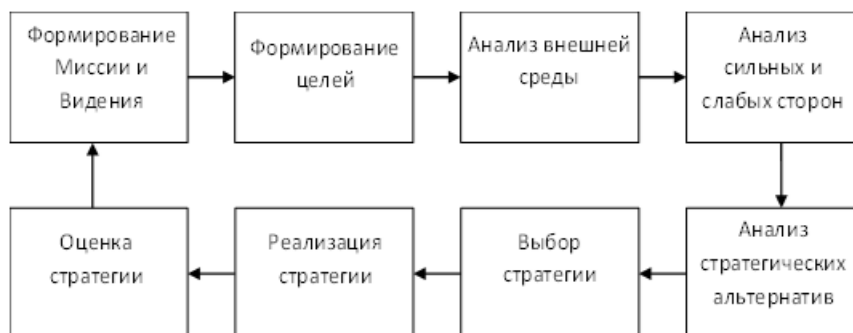 Формирование
Миссии и
Видения
Формирование
целей
Анализ внешней
среды
Анализ
сильных и
слабых сторон
Оценка
стратегии
Реализация
стратегии
Выбор
стратегии
Анализ
стратегических
альтернатив